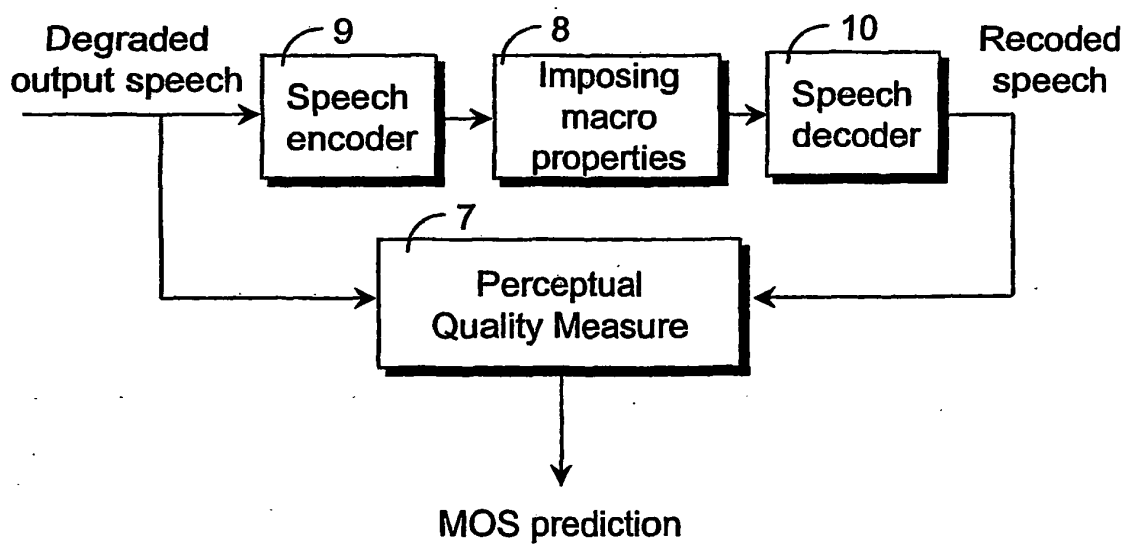 Degraded
output speech
9
Speech
encoder
8
Imposing
macro
properties
10
Speech
decoder
Recoded
speech
7
Perceptual
Quality Measure
MOS prediction